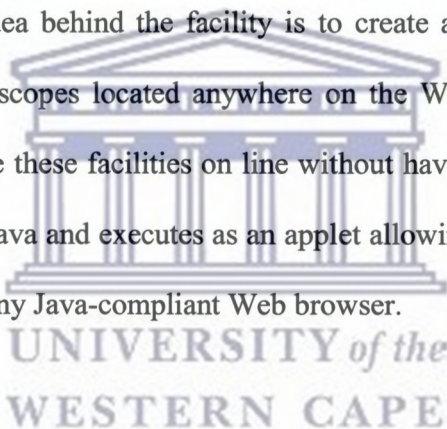 ea behind the facility is to create a
scopes located anywhere on the W
e these facilities on line without hav
ava and executes as an applet allowi
ny Java-compliant Web browser.
UNIVERSITY of the
WESTERN CAPE